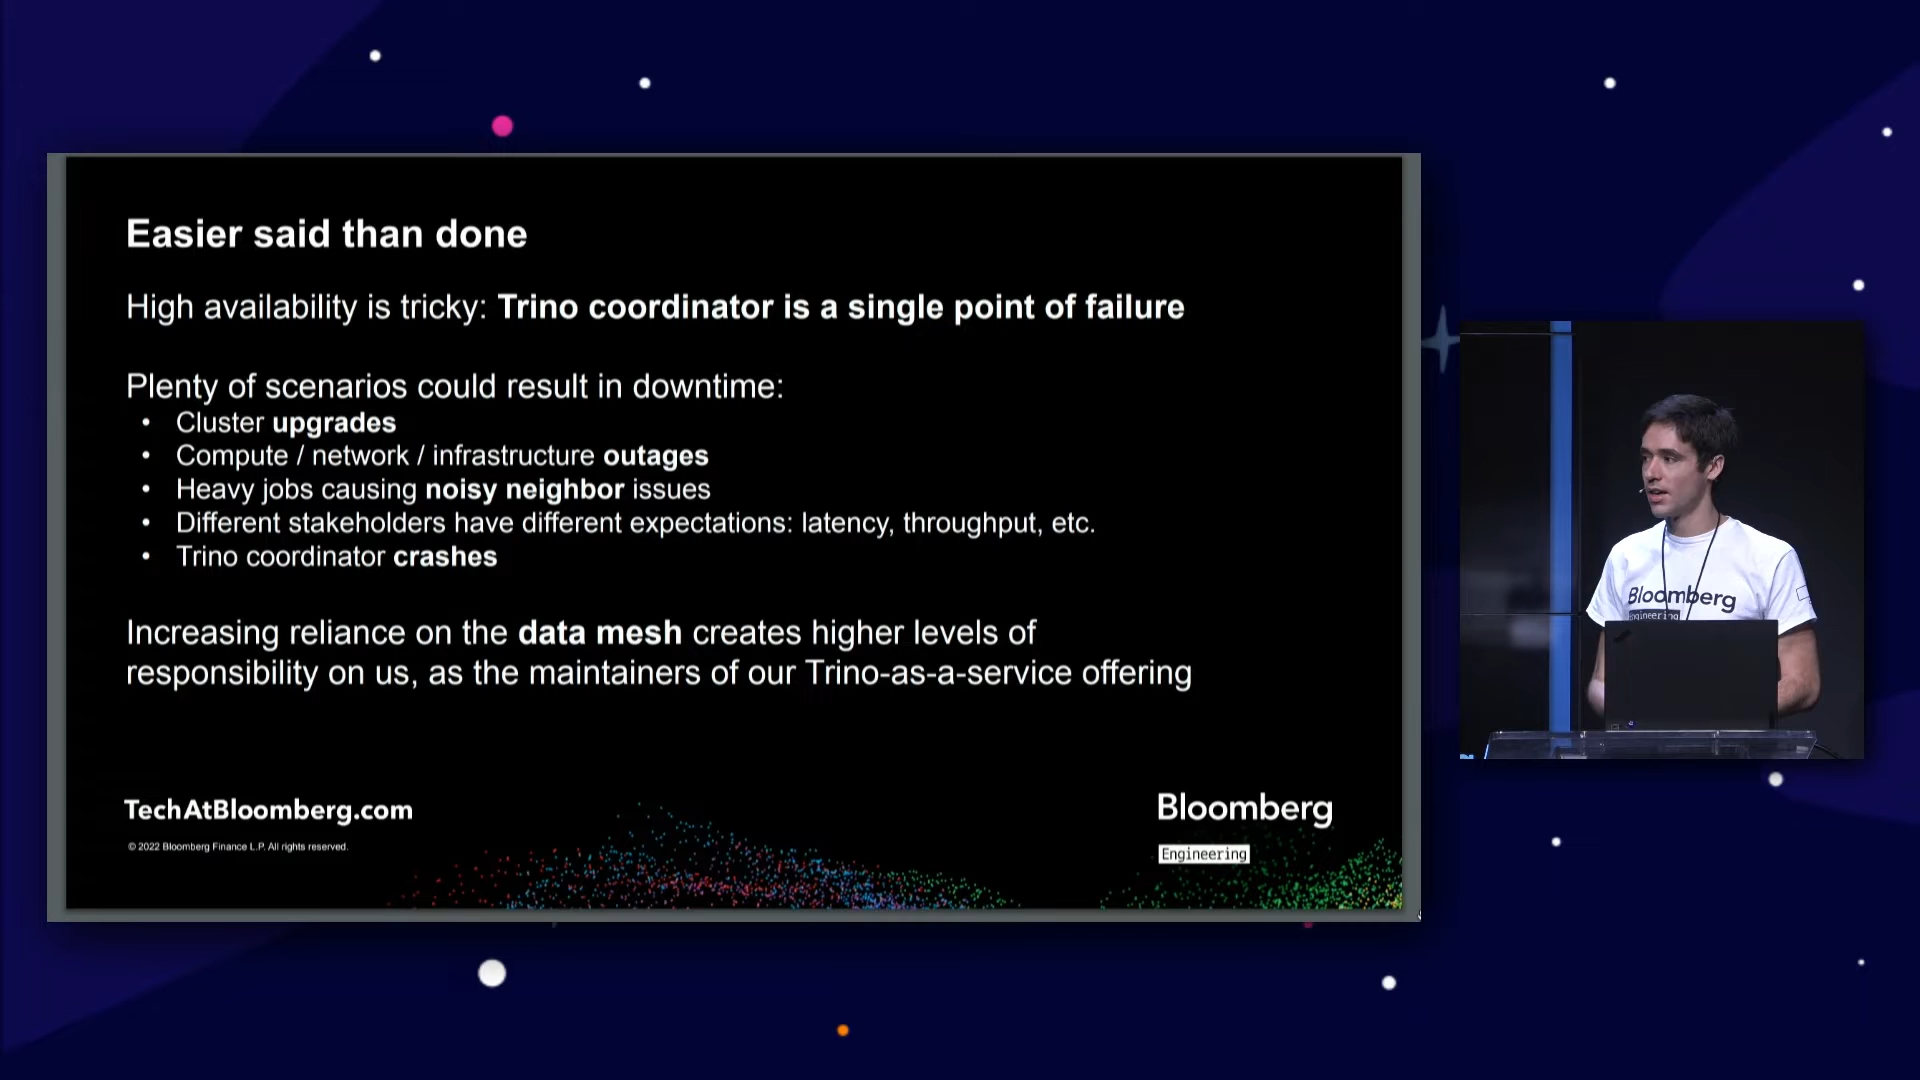 Easier said than done
High availability is tricky: Trino coordinator is a single point of failure
Plenty of scenarios could result in downtime:
• Cluster upgrades
• Compute / network / infrastructure outages
• Heavy jobs causing noisy neighbor issues
• Different stakeholders have different expectations: latency, throughput, etc.
• Trino coordinator crashes
Increasing reliance on the data mesh creates higher levels of
responsibility on us, as the maintainers of our Trino-as-a-service offering
TechAtBloomberg.com
© 2022 Bloomberg Finance L.P. All rights reserved.
Bloomberg
Engineering
Bloomberg
Engineering